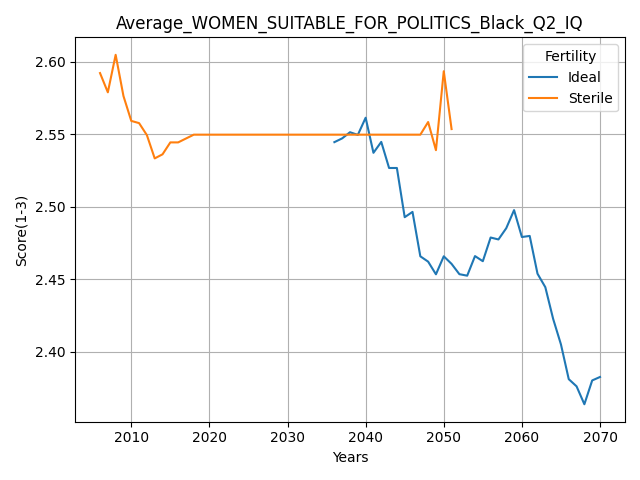 Average_WOMEN_SUITABLE_FOR_POLITICS_Black_Q2_IQ
Score(1-3)
2.60
2.55
2.50
2.45
2.40
Fertility
Ideal
Sterile
2010 2020 2030 2040 2050 2060 2070
Years